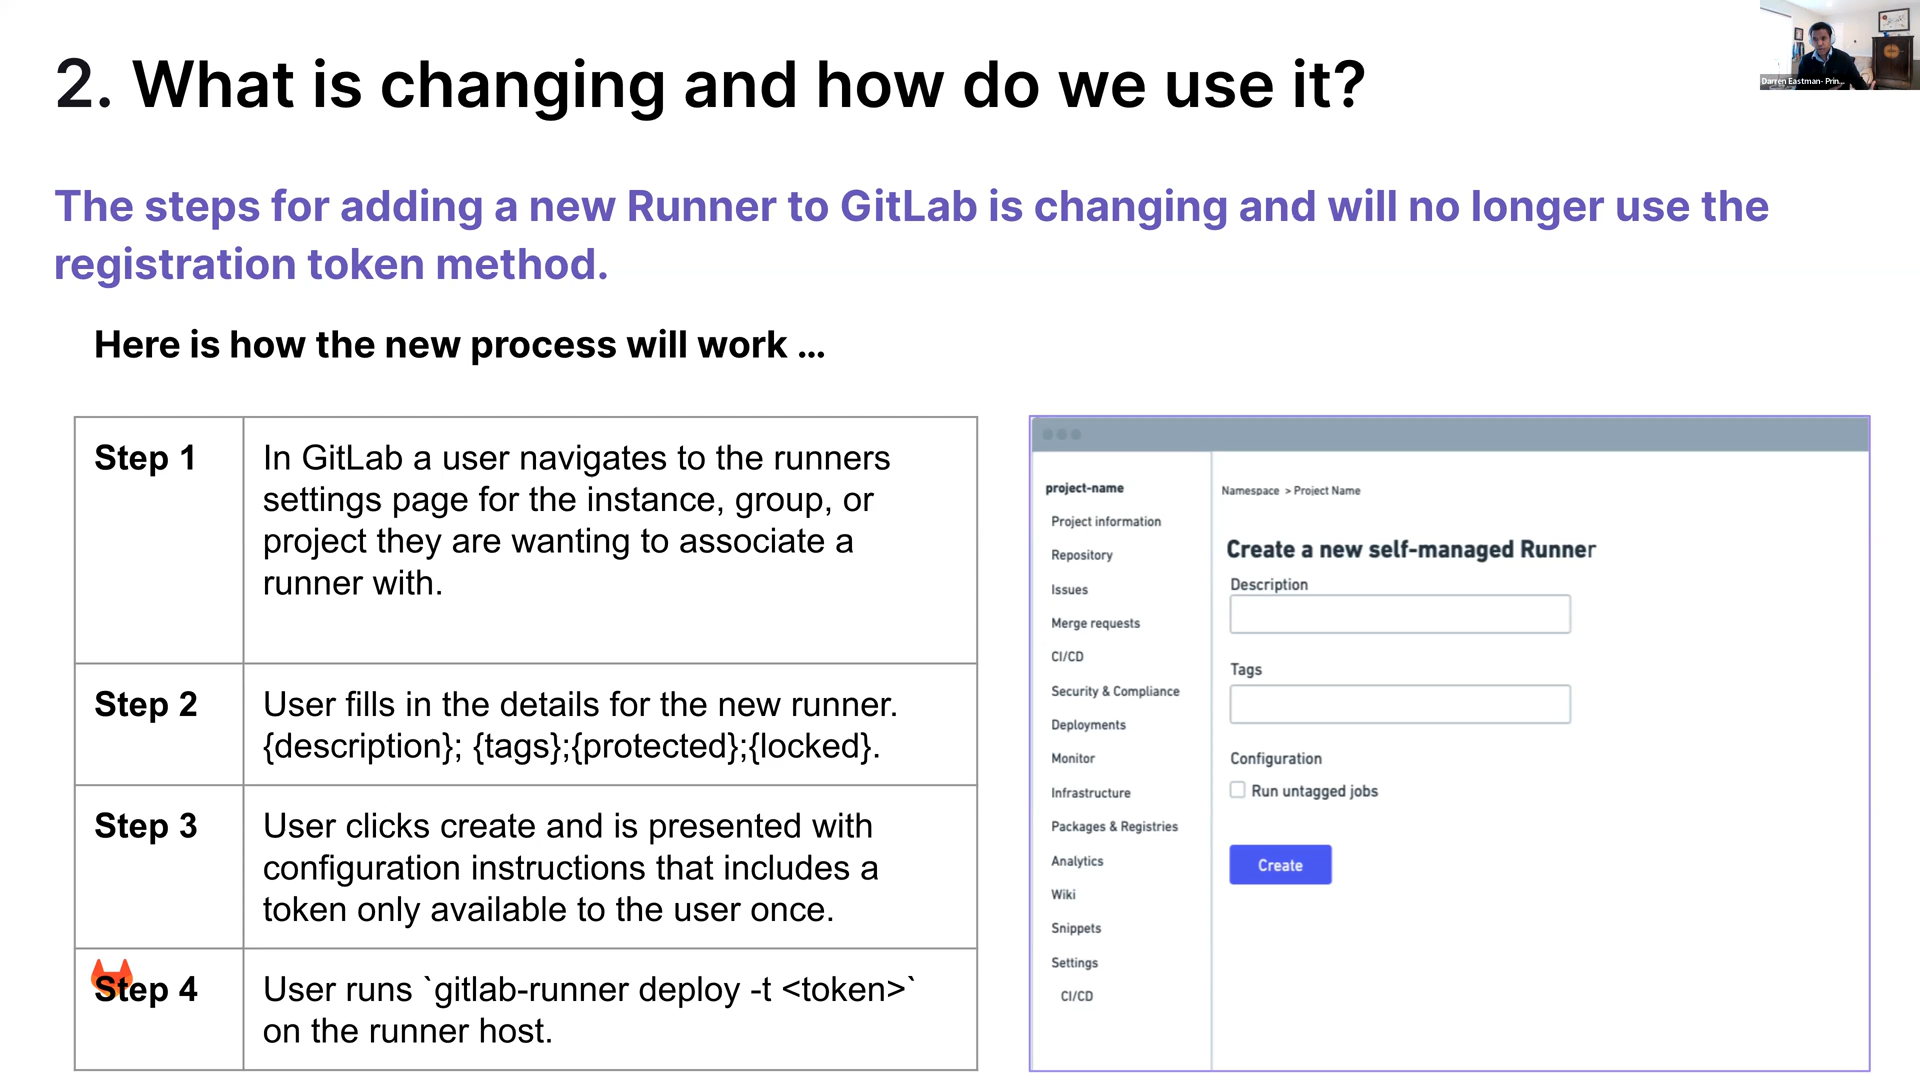 2. What is changing and how do we use it?
Darren Eastman- Prin...
The steps for adding a new Runner to GitLab is changing and will no longer use the
registration token method.
Here is how the new process will work ...
Step 1
In GitLab a user navigates to the runners
settings page for the instance, group, or
project they are wanting to associate a
runner with.
Step 2
User fills in the details for the new runner.
{description}; {tags};{protected};{locked}.
Step 3
User clicks create and is presented with
configuration instructions that includes a
token only available to the user once.
Step 4
User runs `gitlab-runner deploy -t <token>`
on the runner host.
project-name
Project information
Repository
Issues
Merge requests
CI/CD
Security & Compliance
Deployments
Monitor
Infrastructure
Packages & Registries
Analytics
Wiki
Snippets
Settings
CI/CD
Namespace > Project Name
Create a new self-managed Runner
Description
Tags
Configuration
Run untagged jobs
Create